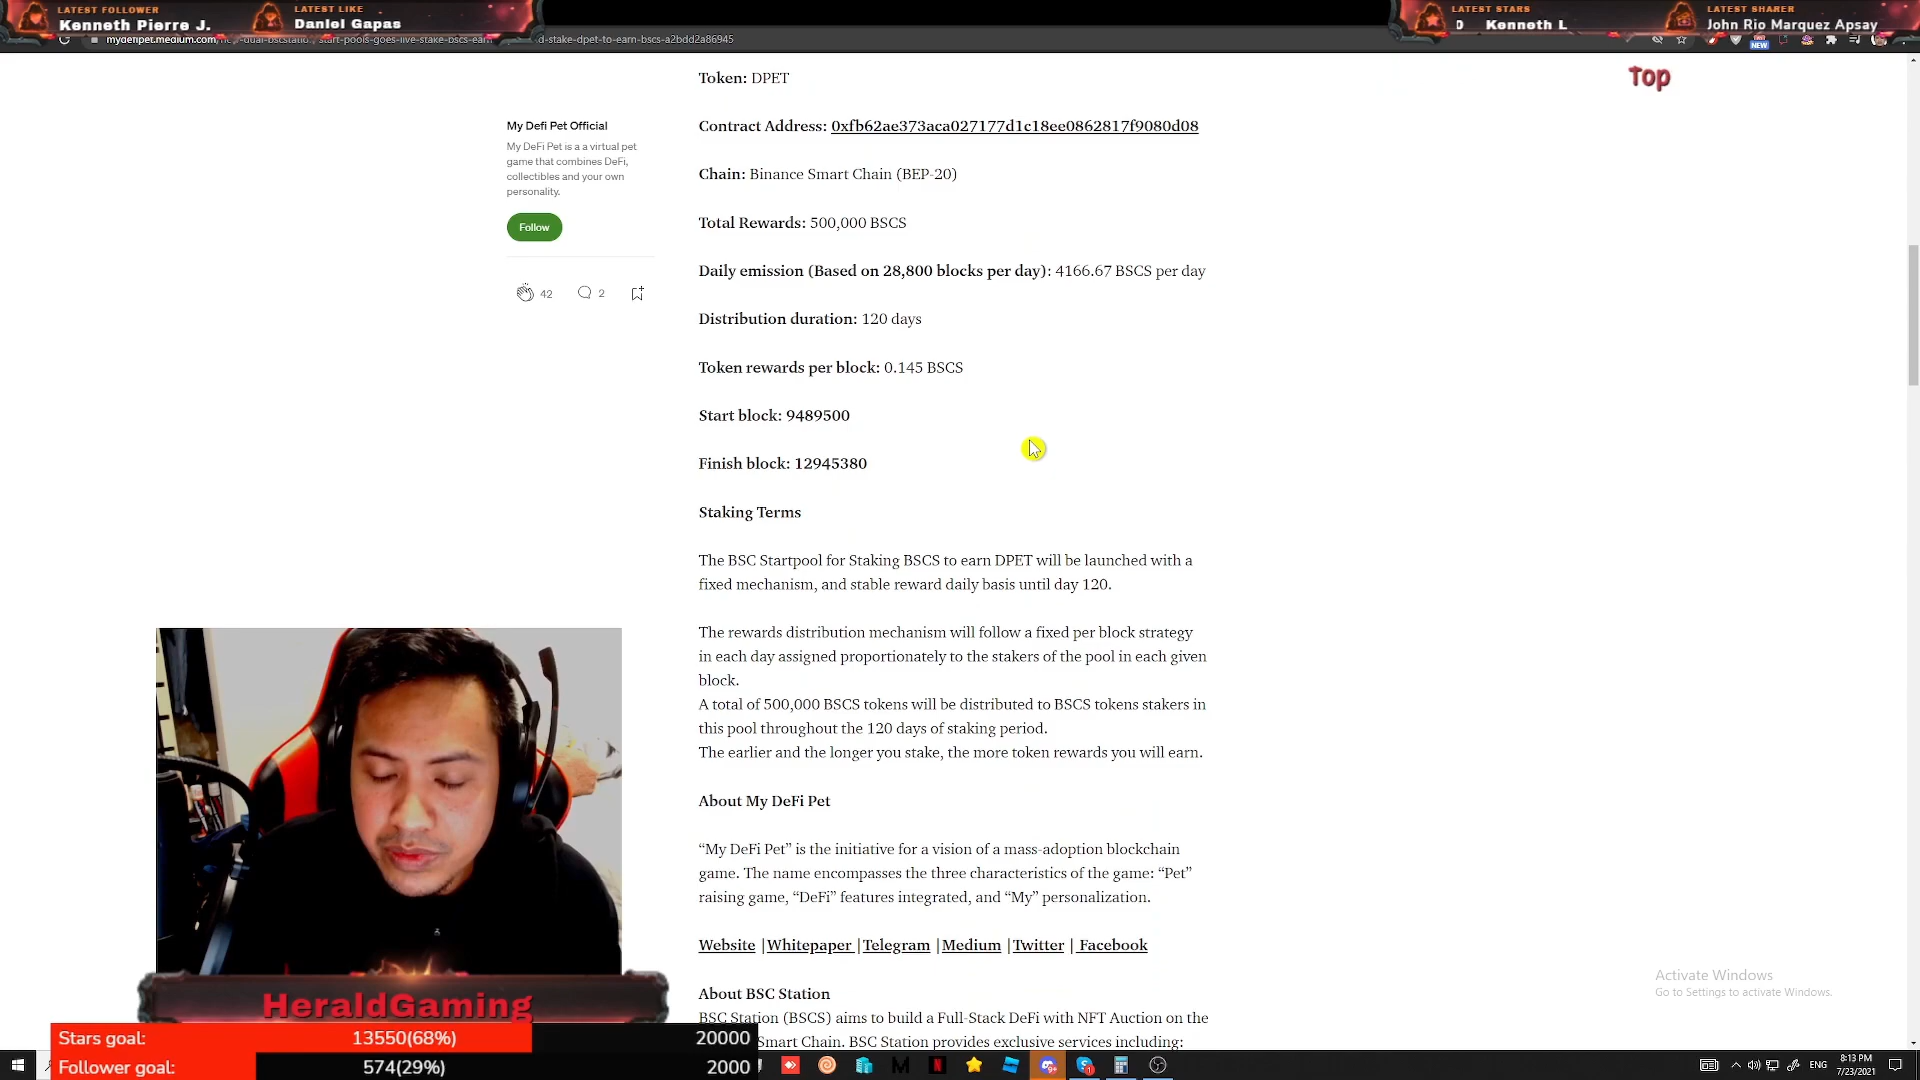 LATEST FOLLOWER
Kenneth Pierre J.
LATEST LIKE
Daniel Gapas
LATEST STARS
Kenneth L
LATEST SHARER
John Rio Marquez Apsay
NEW
Top
Token: DPET
Contract Address: 0xfb62ae373aca027177d1c18ee0862817f9080d08
Chain: Binance Smart Chain (BEP-20)
Total Rewards: 500,000 BSCS
Daily emission (Based on 28,800 blocks per day): 4166.67 BSCS per day
Distribution duration: 120 days
Token rewards per block: 0.145 BSCS
Start block: 9489500
Finish block: 12945380
My Defi Pet Official
My DeFi Pet is a a virtual pet
game that combines DeFi,
collectibles and your own
personality.
Follow
42
2
Staking Terms
The BSC Startpool for Staking BSCS to earn DPET will be launched with a
fixed mechanism, and stable reward daily basis until day 120.
The rewards distribution mechanism will follow a fixed per block strategy
in each day assigned proportionately to the stakers of the pool in each given
block.
A total of 500,000 BSCS tokens will be distributed to BSCS tokens stakers in
this pool throughout the 120 days of staking period.
The earlier and the longer you stake, the more token rewards you will earn.
About My DeFi Pet
“My DeFi Pet” is the initiative for a vision of a mass-adoption blockchain
game. The name encompasses the three characteristics of the game: “Pet”
raising game, “DeFi” features integrated, and “My” personalization.
Website |Whitepaper |Telegram |Medium |Twitter | Facebook
About BSC Station
BSC Station (BSCS) aims to build a Full-Stack DeFi with NFT Auction on the
Smart Chain. BSC Station provides exclusive services including:
HeraldGaming
Stars goal: 13550(68%) 20000
Follower goal: 574(29%) 2000
Activate Windows
Go to Settings to activate Windows.
ENG
8:13 PM
7/23/2021